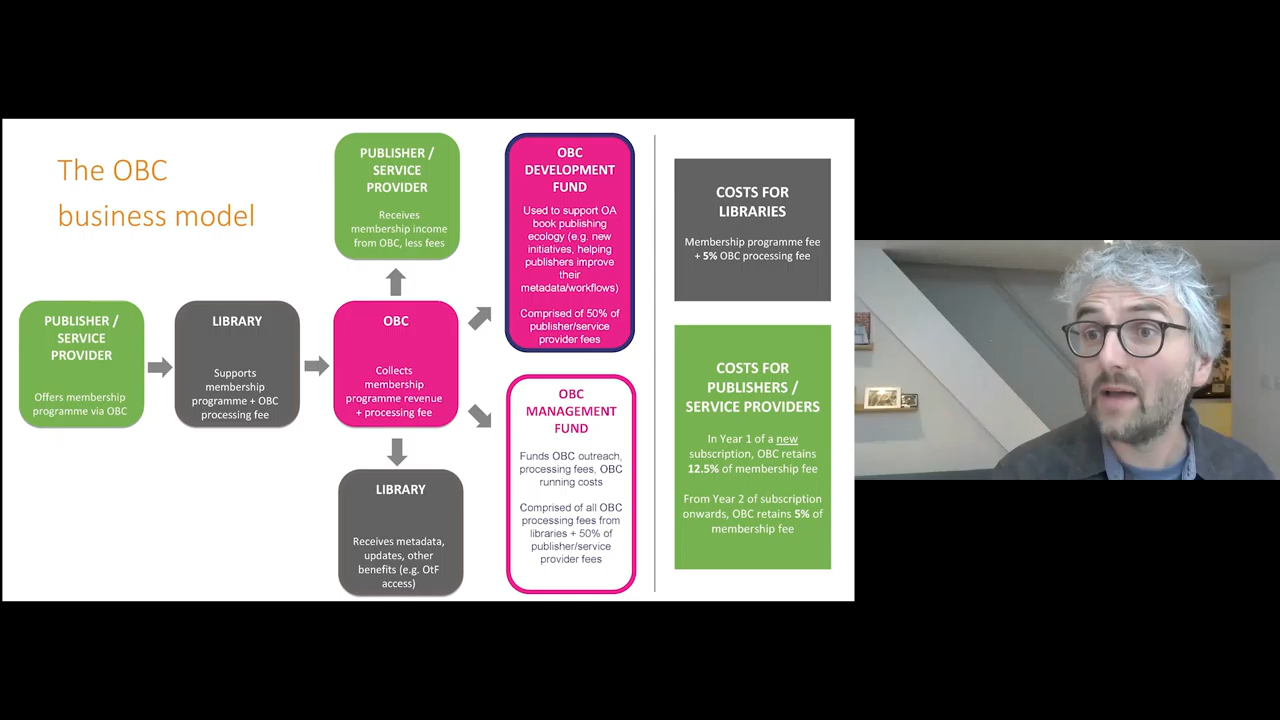 The OBC
business model
PUBLISHER /
SERVICE
PROVIDER
Offers membership
programme via OBC
LIBRARY
Supports
membership
programme + OBC
processing fee
PUBLISHER /
SERVICE
PROVIDER
Receives
membership income
from OBC, less fees
OBC
Collects
membership
programme revenue
+ processing fee
LIBRARY
Receives metadata,
updates, other
benefits (e.g. OtF
access)
OBC
DEVELOPMENT
FUND
Used to support OA
book publishing
ecology (e.g. new
initiatives, helping
publishers improve
their
metadata/workflows)
Comprised of 50% of
publisher/service
provider fees
OBC
MANAGEMENT
FUND
Funds OBC outreach,
processing fees, OBC
running costs
Comprised of all OBC
processing fees from
libraries + 50% of
publisher/service
provider fees
COSTS FOR
LIBRARIES
Membership programme fee
+ 5% OBC processing fee
COSTS FOR
PUBLISHERS /
SERVICE PROVIDERS
In Year 1 of a new
subscription, OBC retains
12.5% of membership fee
From Year 2 of subscription
onwards, OBC retains 5% of
membership fee